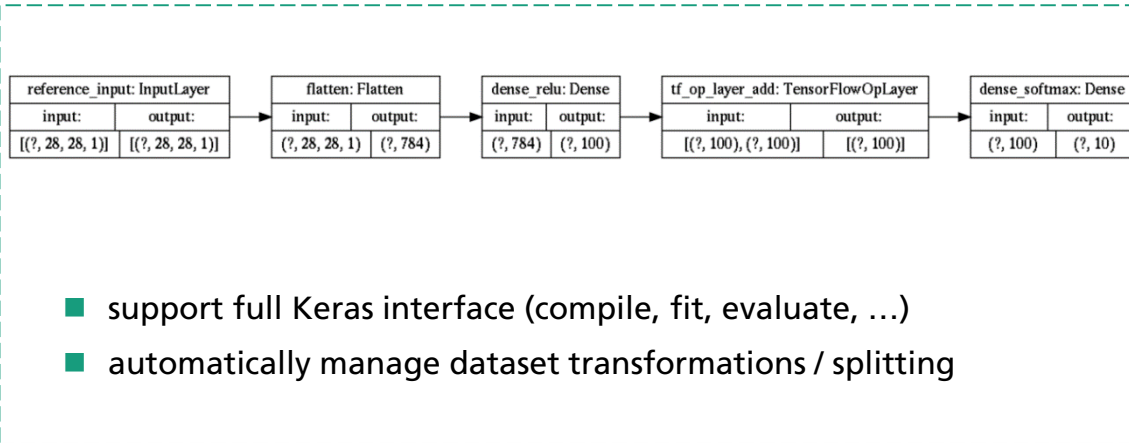 reference_input: InputLayer
input: output:
[(?, 28, 28, 1)] [(?, 28, 28, 1)]
flatten: Flatten
input: output:
(?, 28, 28, 1) (?, 784)
dense_relu: Dense
input: output:
(?, 784) (?, 100)
tf_op_layer_add: TensorFlowOpLayer
input: output:
[(?, 100), (?, 100)] [(?, 100)]
dense_softmax: Dense
input: output:
(?, 100) (?, 10)
support full Keras interface (compile, fit, evaluate, …)
automatically manage dataset transformations / splitting